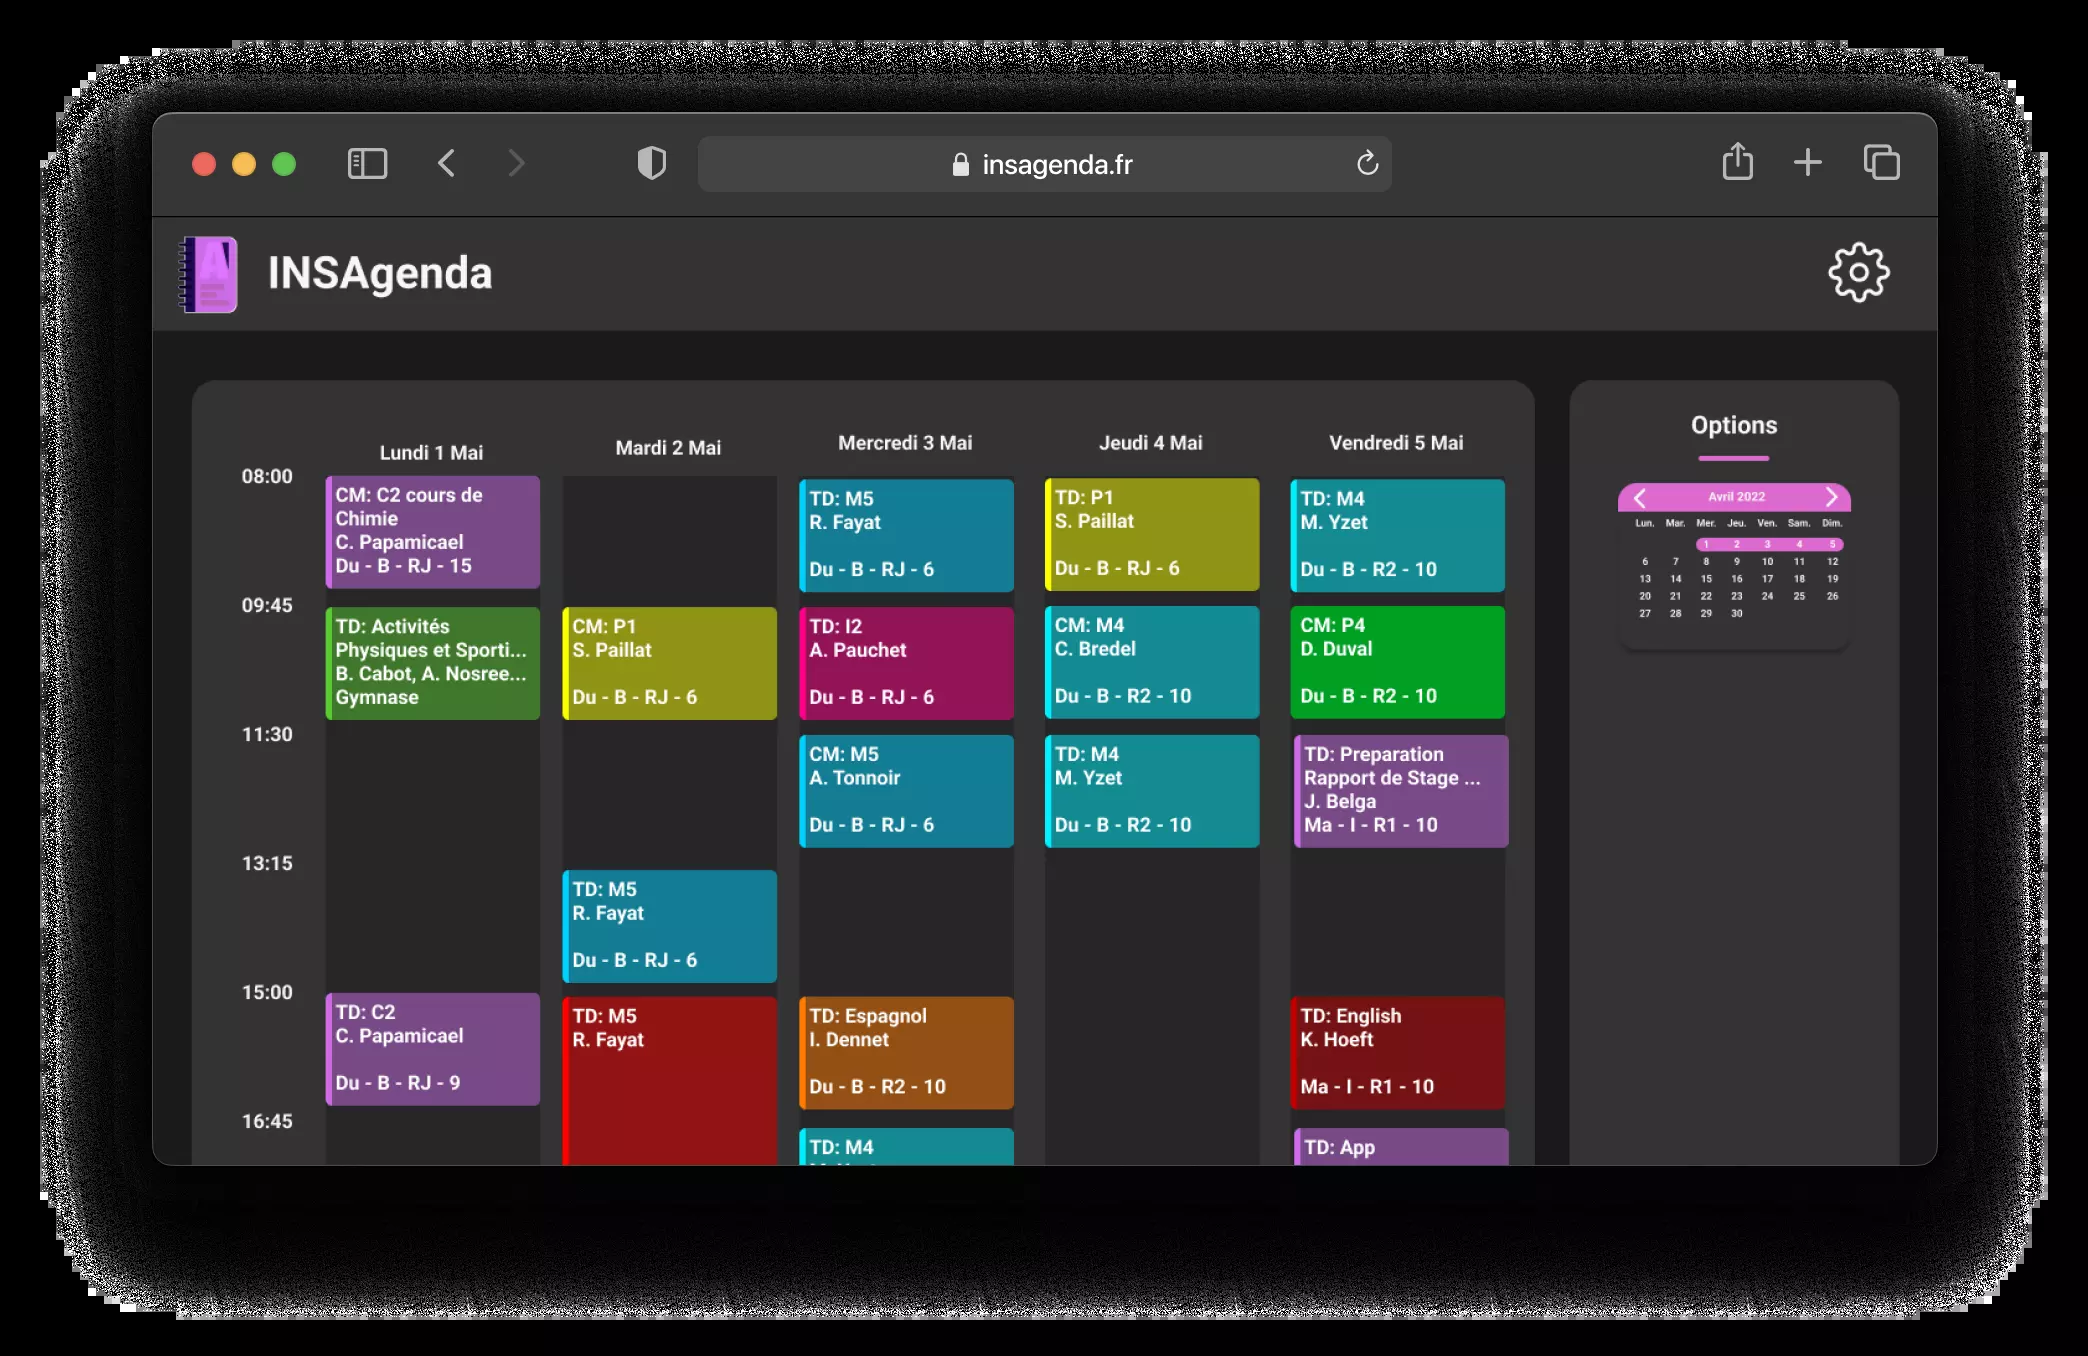 insagenda.fr
INSAgenda
Lundi 1 Mai
Mardi 2 Mai
Mercredi 3 Mai
Jeudi 4 Mai
Vendredi 5 Mai
08:00
09:45
11:30
13:15
15:00
16:45
CM: C2 cours de
Chimie
C. Papamicael
Du - B - RJ - 15
TD: Activités
Physiques et Sporti...
B. Cabot, A. Nosree...
Gymnase
TD: C2
C. Papamicael
Du - B - RJ - 9
CM: P1
S. Paillat
Du - B - RJ - 6
TD: M5
R. Fayat
Du - B - RJ - 6
TD: M5
R. Fayat
TD: M5
R. Fayat
Du - B - RJ - 6
TD: I2
A. Pauchet
Du - B - RJ - 6
CM: M5
A. Tonnoir
Du - B - RJ - 6
TD: Espagnol
I. Dennet
Du - B - R2 - 10
TD: M4
TD: P1
S. Paillat
Du - B - RJ - 6
CM: M4
C. Bredel
Du - B - R2 - 10
TD: M4
M. Yzet
Du - B - R2 - 10
TD: M4
M. Yzet
Du - B - R2 - 10
CM: P4
D. Duval
Du - B - R2 - 10
TD: Preparation
Rapport de Stage ...
J. Belga
Ma - I - R1 - 10
TD: English
K. Hoeft
Ma - I - R1 - 10
TD: App
Options
Avril 2022
Lun. Mar. Mer. Jeu. Ven. Sam. Dim.
1 2 3 4 5
6 7 8 9 10 11 12
13 14 15 16 17 18 19
20 21 22 23 24 25 26
27 28 29 30